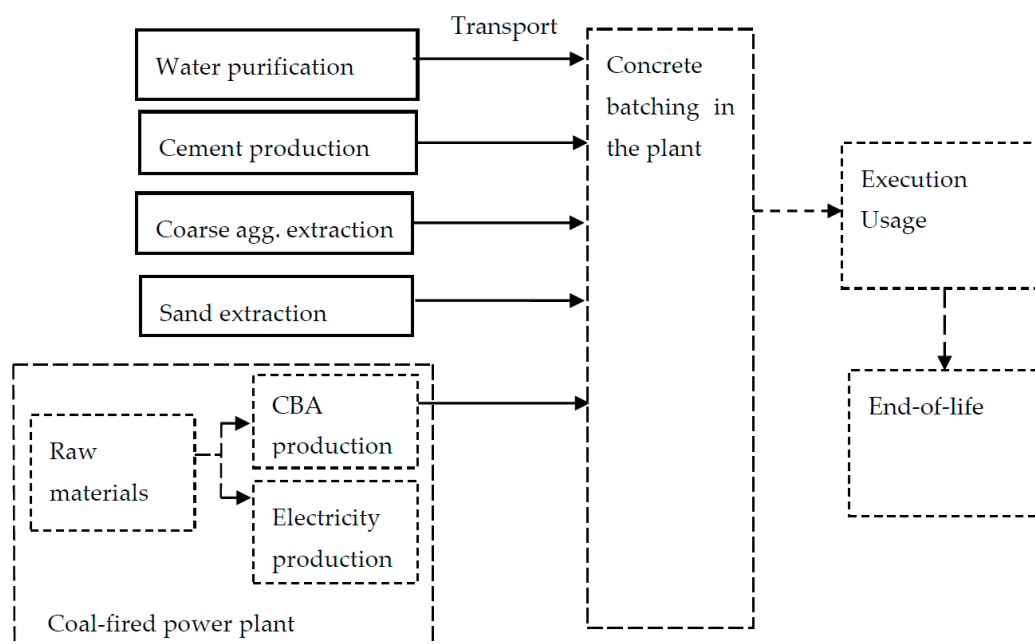 Transport
Water purification
Concrete
batching in
the plant
Cement production
Execution
Usage
Coarse agg. extraction
Sand extraction
CBA
production
End-of-life
Raw
materials
Electricity
production
Coal-fired power plant